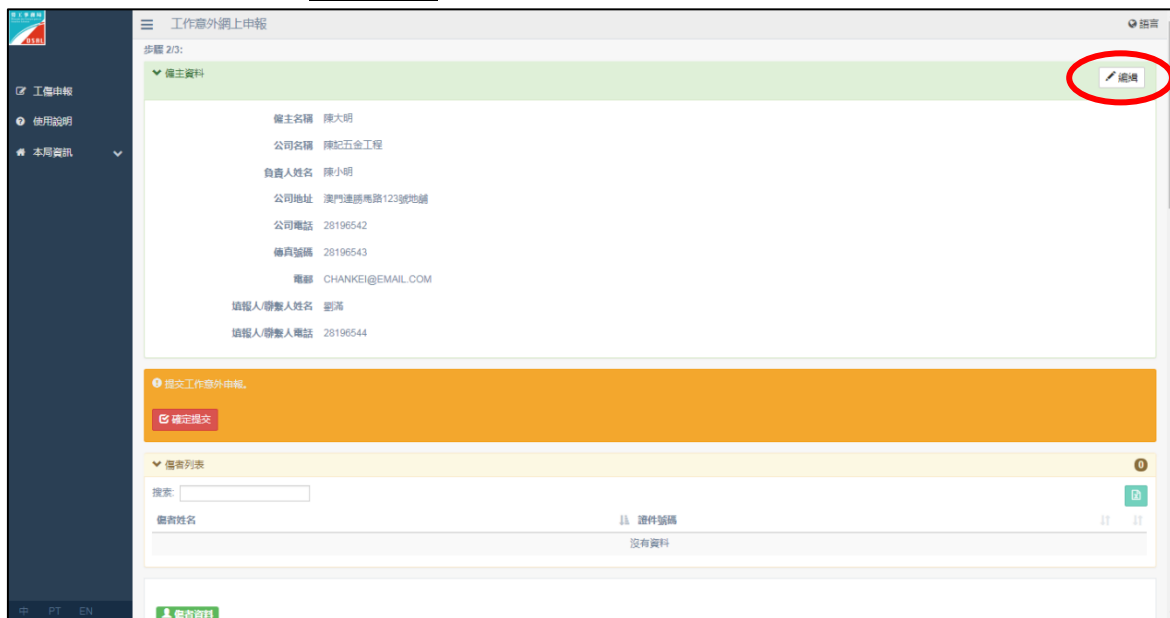 DSAL
工作意外網上申報
語言
步驟 2/3:
僱主資料
編緝
工傷申報
使用說明
本局資訊
僱主名稱 陳大明
公司名稱 陳記五金工程
負責人姓名 陳小明
公司地址 澳門連勝馬路123號地舖
公司電話 28196542
傳真號碼 28196543
電郵 CHANKEI@EMAIL.COM
填報人/聯繫人姓名 劉滿
填報人/聯繫人電話 28196544
提交工作意外申報。
確定提交
傷者列表 0
搜索:
傷者姓名 證件號碼
沒有資料
傷者資料
中 PT EN